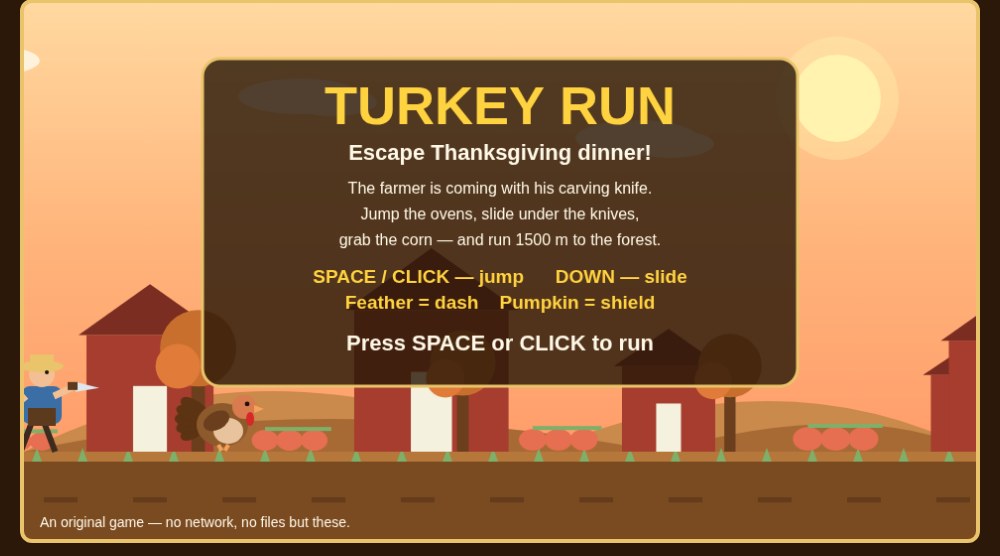 TURKEY RUN
Escape Thanksgiving dinner!
The farmer is coming with his carving knife.
Jump the ovens, slide under the knives,
grab the corn — and run 1500 m to the forest.
SPACE / CLICK — jump DOWN — slide
Feather = dash Pumpkin = shield
Press SPACE or CLICK to run
An original game — no network, no files but these.